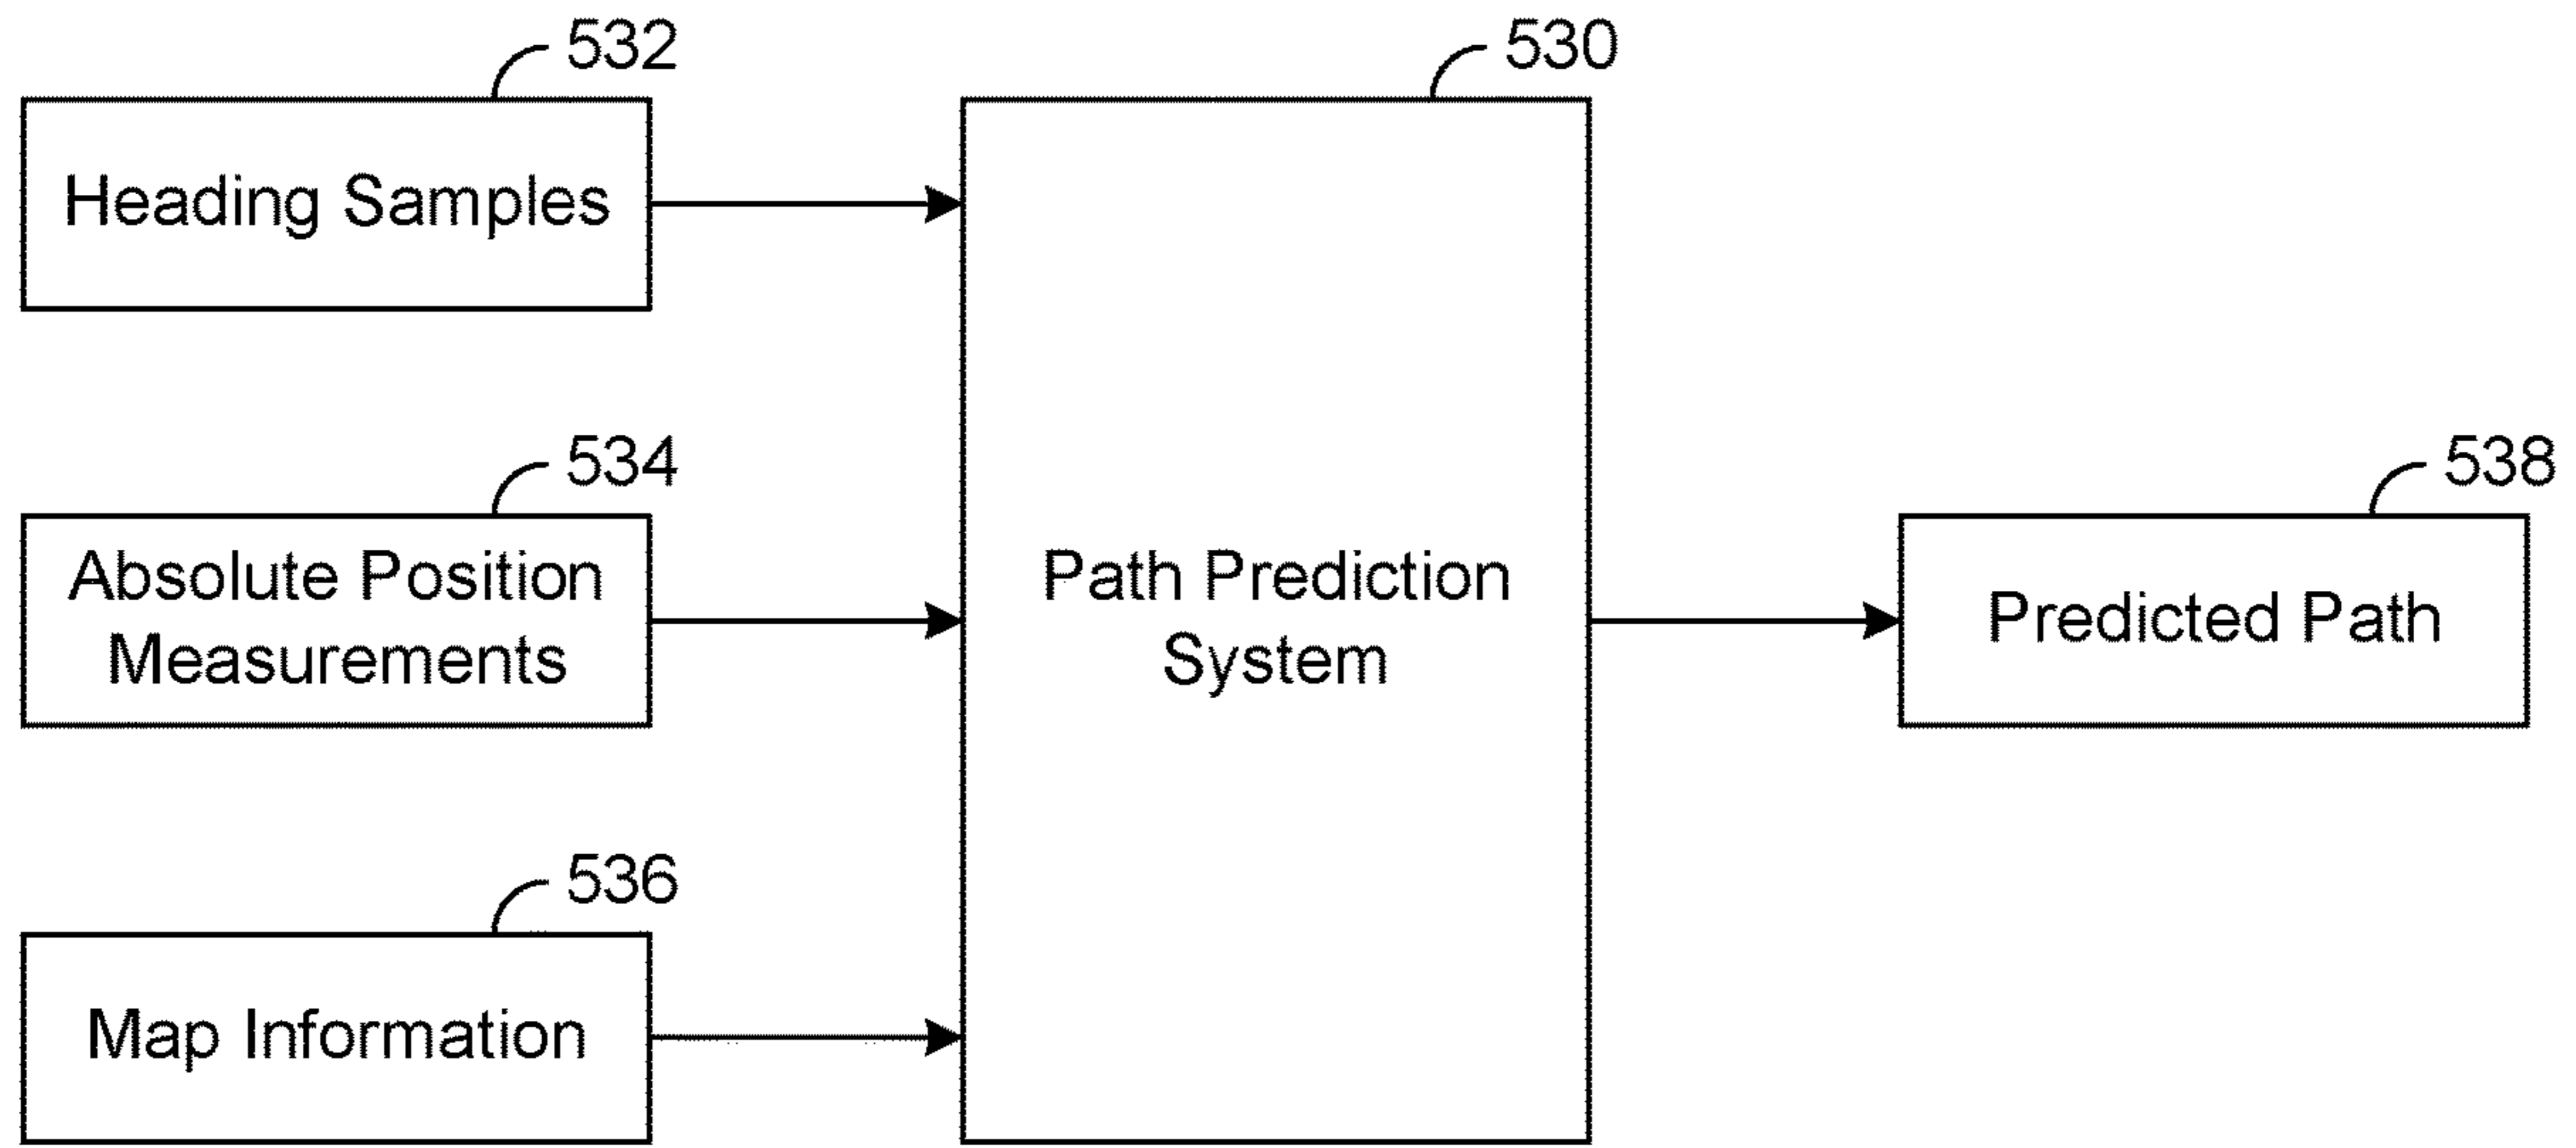 532
530
Heading Samples
534
538
Absolute Position
Measurements
Path Prediction
System
Predicted Path
536
Map Information